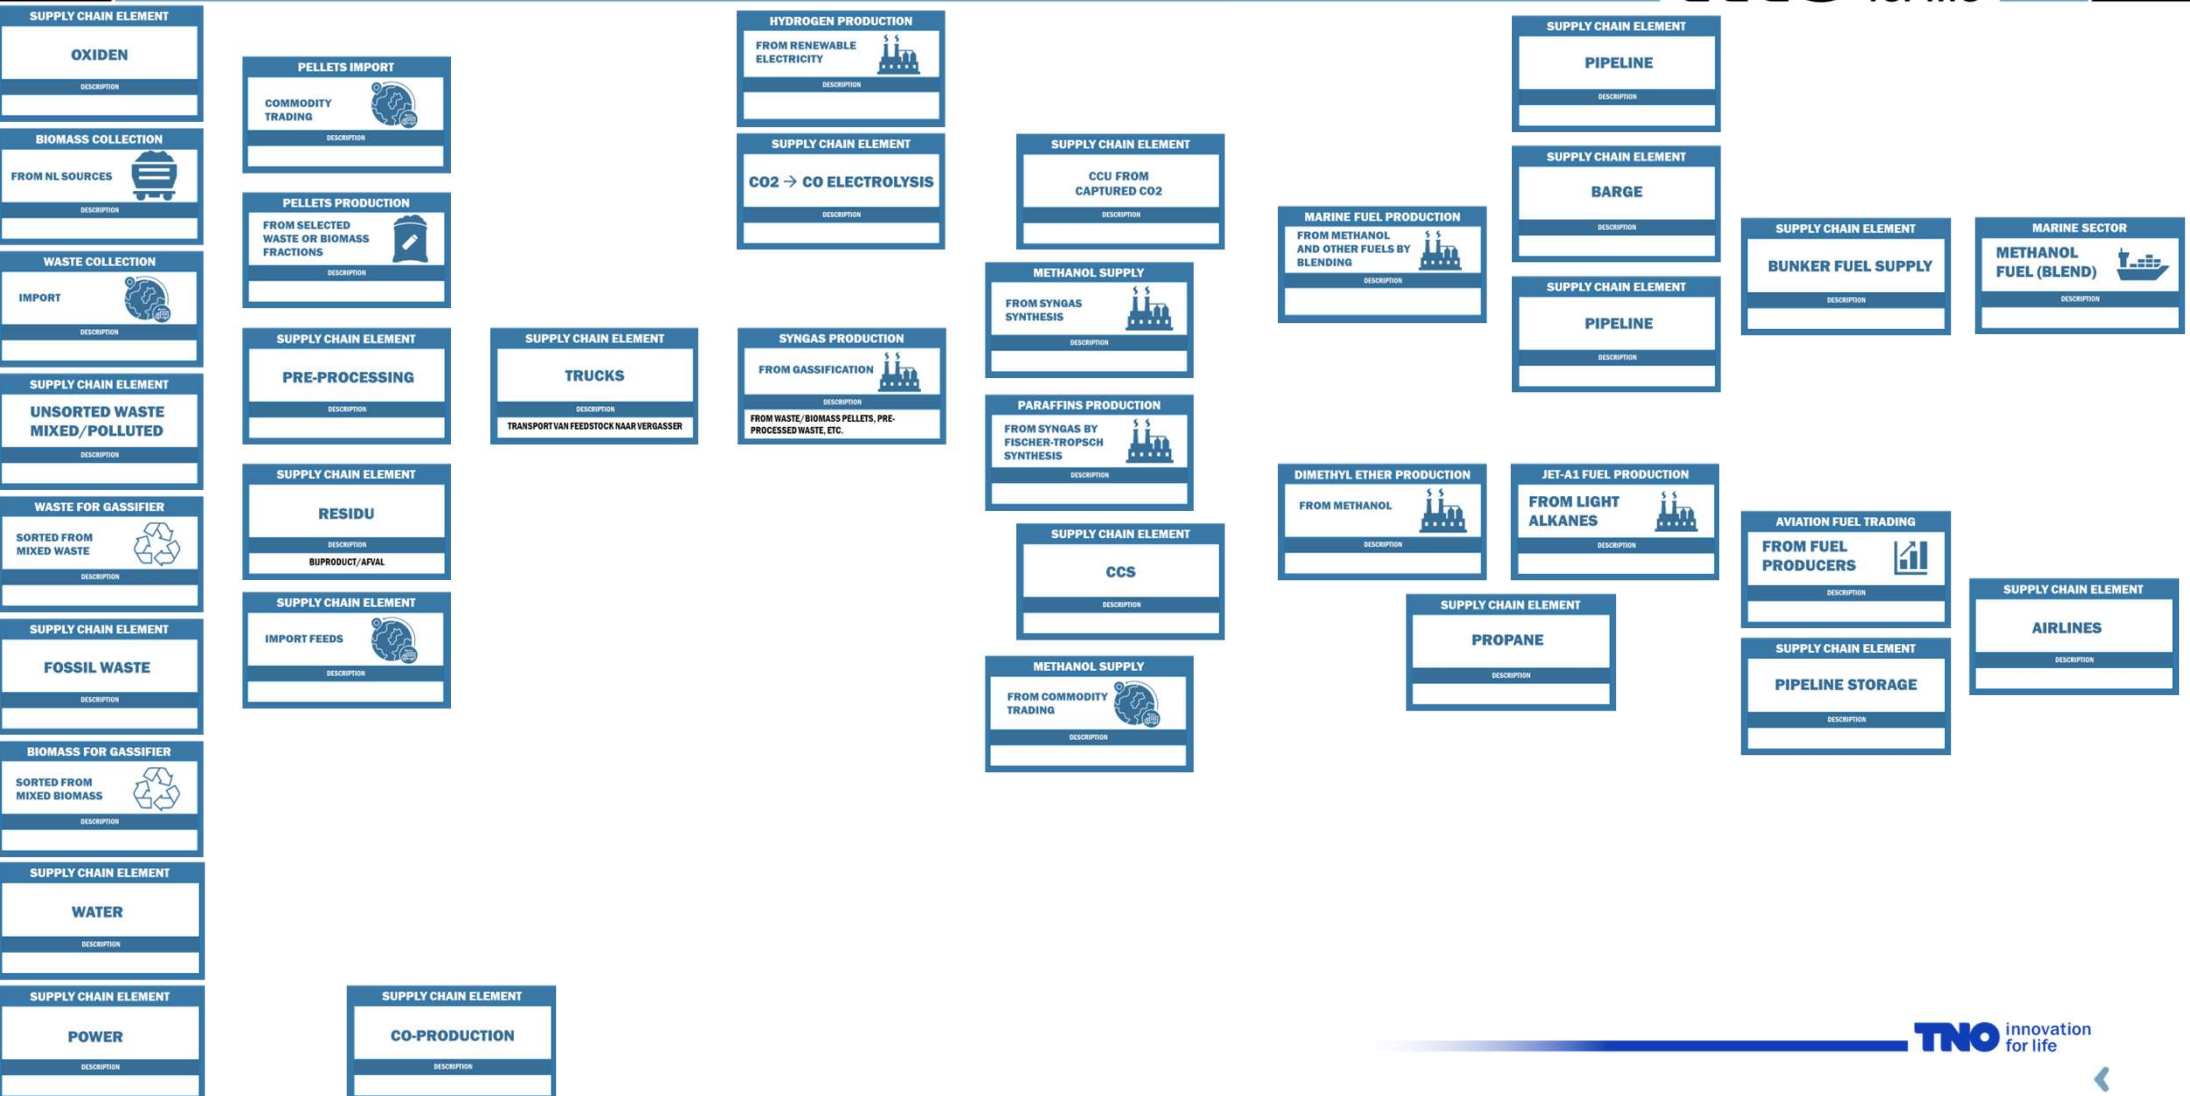 SUPPLY CHAIN ELEMENT
OXIDEN
DESCRIPTION
BIOMASS COLLECTION
FROM NL SOURCES
DESCRIPTION
WASTE COLLECTION
IMPORT
DESCRIPTION
SUPPLY CHAIN ELEMENT
UNSORTED WASTE
MIXED/POLLUTED
DESCRIPTION
WASTE FOR GASSIFIER
SORTED FROM
MIXED WASTE
DESCRIPTION
SUPPLY CHAIN ELEMENT
FOSSIL WASTE
DESCRIPTION
BIOMASS FOR GASSIFIER
SORTED FROM
MIXED BIOMASS
DESCRIPTION
SUPPLY CHAIN ELEMENT
WATER
DESCRIPTION
SUPPLY CHAIN ELEMENT
POWER
DESCRIPTION
PELLETS IMPORT
COMMODITY
TRADING
DESCRIPTION
PELLETS PRODUCTION
FROM SELECTED
WASTE OR BIOMASS
FRACTIONS
DESCRIPTION
SUPPLY CHAIN ELEMENT
PRE-PROCESSING
DESCRIPTION
SUPPLY CHAIN ELEMENT
RESIDU
DESCRIPTION
BIJPRODUCT/AFVAL
SUPPLY CHAIN ELEMENT
IMPORT FEEDS
DESCRIPTION
SUPPLY CHAIN ELEMENT
CO-PRODUCTION
DESCRIPTION
SUPPLY CHAIN ELEMENT
TRUCKS
DESCRIPTION
TRANSPORT VAN FEEDSTOCK NAAR VERGASSER
HYDROGEN PRODUCTION
FROM RENEWABLE
ELECTRICITY
DESCRIPTION
SUPPLY CHAIN ELEMENT
CO2 → CO ELECTROLYSIS
DESCRIPTION
SYNGAS PRODUCTION
FROM GASSIFICATION
DESCRIPTION
FROM WASTE/BIOMASS PELLETS, PRE-
PROCESSED WASTE, ETC.
SUPPLY CHAIN ELEMENT
CCU FROM
CAPTURED CO2
DESCRIPTION
METHANOL SUPPLY
FROM SYNGAS
SYNTHESIS
DESCRIPTION
PARAFFINS PRODUCTION
FROM SYNGAS BY
FISCHER-TROPSCH
SYNTHESIS
DESCRIPTION
SUPPLY CHAIN ELEMENT
CCS
DESCRIPTION
METHANOL SUPPLY
FROM COMMODITY
TRADING
DESCRIPTION
MARINE FUEL PRODUCTION
FROM METHANOL
AND OTHER FUELS BY
BLENDING
DESCRIPTION
DIMETHYL ETHER PRODUCTION
FROM METHANOL
DESCRIPTION
SUPPLY CHAIN ELEMENT
PROPANE
DESCRIPTION
SUPPLY CHAIN ELEMENT
PIPELINE
DESCRIPTION
SUPPLY CHAIN ELEMENT
BARGE
DESCRIPTION
SUPPLY CHAIN ELEMENT
PIPELINE
DESCRIPTION
JET-A1 FUEL PRODUCTION
FROM LIGHT
ALKANES
DESCRIPTION
SUPPLY CHAIN ELEMENT
BUNKER FUEL SUPPLY
DESCRIPTION
AVIATION FUEL TRADING
FROM FUEL
PRODUCERS
DESCRIPTION
SUPPLY CHAIN ELEMENT
PIPELINE STORAGE
DESCRIPTION
MARINE SECTOR
METHANOL
FUEL (BLEND)
DESCRIPTION
SUPPLY CHAIN ELEMENT
AIRLINES
DESCRIPTION
TNO innovation
for life